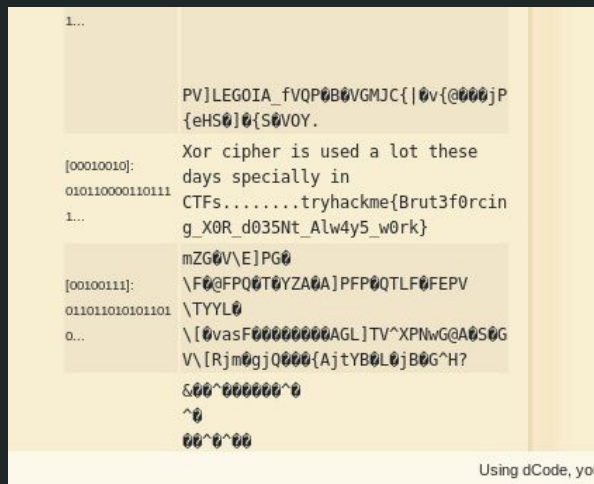 1...
PV]LEGOIA_fVQP�B�VGMJC{|�v{@���jP
{eHS�]�{S�VOY.
[00010010]:
010110000110111
1...
Xor cipher is used a lot these
days specially in
CTFs........tryhackme{Brut3f0rcin
g_X0R_d035Nt_Alw4y5_w0rk}
[00100111]:
011011010101101
0...
mZG�V\E]PG�
\F�@FPQ�T�YZA�A]PFP�QTLF�FEPV
\TYYL�
\[�vasF��������AGL]TV^XPNwG@A�S�G
V\[Rjm�gjQ���{AjtYB�L�jB�G^H?
&��^������^�
^�
��^�^��
Using dCode, you